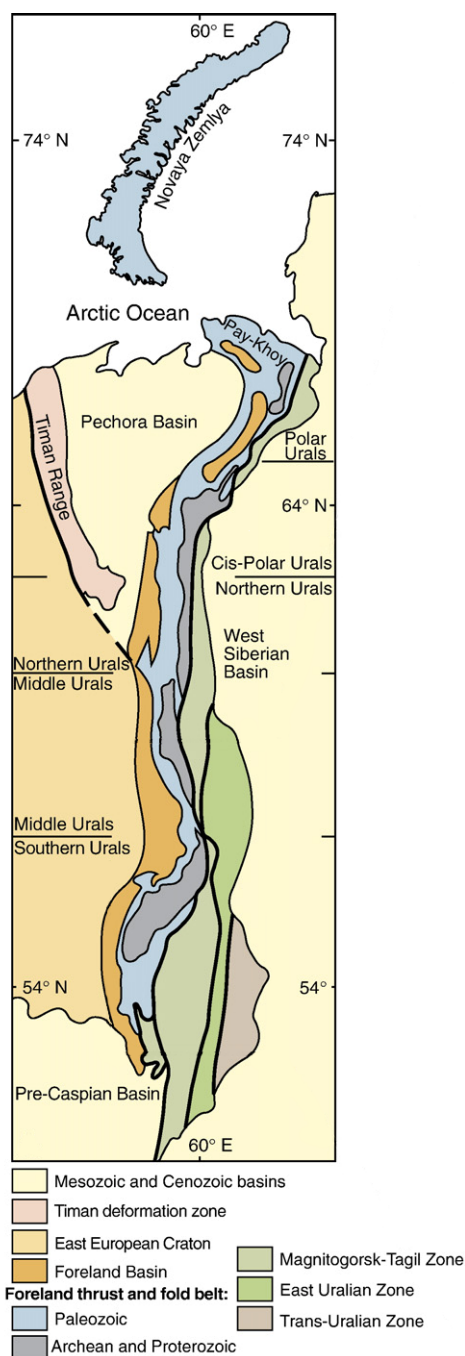 60° E
74° N
74° N
Novaya Zemlya
Arctic Ocean
Pay-Khoy
Pechora Basin
Timan Range
Polar
Urals
64° N
Cis-Polar Urals
Northern Urals
West
Siberian
Basin
Northern Urals
Middle Urals
Middle Urals
Southern Urals
54° N
54°
Pre-Caspian Basin
60° E
Mesozoic and Cenozoic basins
Timan deformation zone
East European Craton
Foreland Basin
Foreland thrust and fold belt:
Paleozoic
Archean and Proterozoic
Magnitogorsk-Tagil Zone
East Uralian Zone
Trans-Uralian Zone